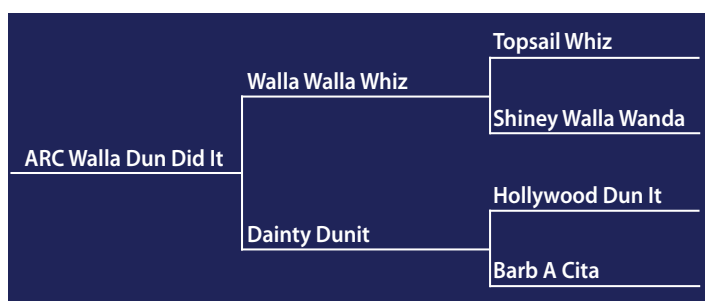 Topsail Whiz
Walla Walla Whiz
Shiney Walla Wanda
ARC Walla Dun Did It
Hollywood Dun It
Dainty Dunit
Barb A Cita